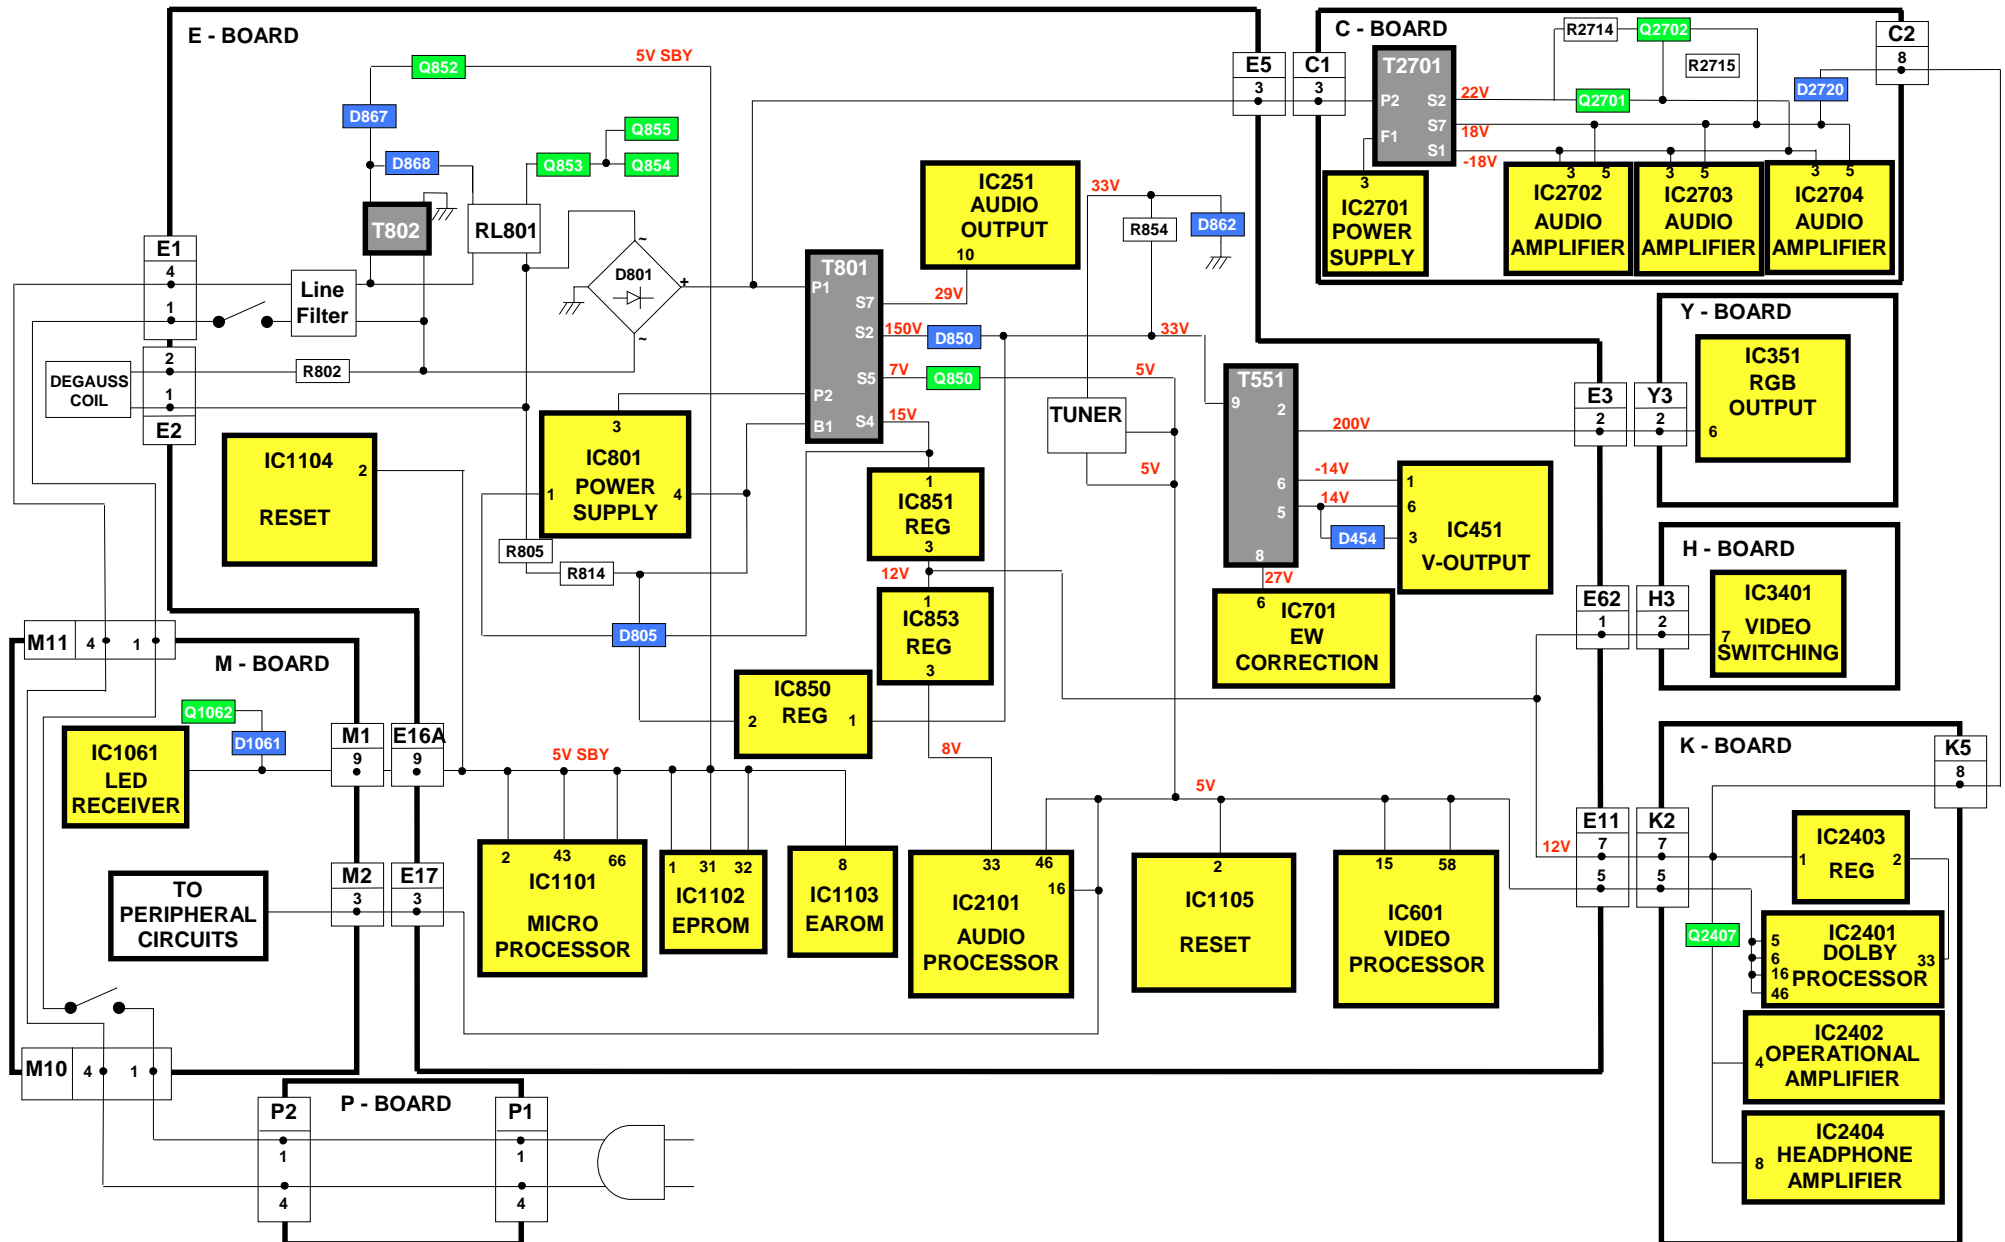 E - BOARD
Q852
5V SBY
D867
D868
Q855
Q853
Q854
T802
RL801
E1
4
1
Line
Filter
2
1
E2
DEGAUSS
COIL
R802
~
D801
+
~
IC251
AUDIO
OUTPUT
10
29V
T801
P1
S7
S2
S5
P2
S4
B1
150V
D850
7V
Q850
15V
33V
R854
D862
33V
5V
TUNER
5V
E5
3
C1
3
C - BOARD
T2701
P2
S2
F1
S7
S1
22V
18V
-18V
R2714
Q2702
R2715
Q2701
D2720
C2
8
3
IC2701
POWER
SUPPLY
3
5
IC2702
AUDIO
AMPLIFIER
3
5
IC2703
AUDIO
AMPLIFIER
3
5
IC2704
AUDIO
AMPLIFIER
Y - BOARD
IC351
RGB
OUTPUT
6
E3
2
Y3
2
T551
9
2
6
5
8
200V
-14V
14V
D454
27V
1
6
3
IC451
V-OUTPUT
6
IC701
EW
CORRECTION
H - BOARD
E62
1
H3
2
IC3401
7
VIDEO
SWITCHING
IC1104
2
RESET
3
IC801
POWER
SUPPLY
1
4
R805
R814
D805
1
IC851
REG
3
12V
1
IC853
REG
3
IC850
REG
2
1
8V
M11
4
1
M - BOARD
Q1062
D1061
IC1061
LED
RECEIVER
M1
9
E16A
9
5V SBY
TO
PERIPHERAL
CIRCUITS
M2
3
E17
3
2
43
66
IC1101
MICRO
PROCESSOR
1
31
32
IC1102
EPROM
8
IC1103
EAROM
33
46
16
IC2101
AUDIO
PROCESSOR
5V
2
IC1105
RESET
15
58
IC601
VIDEO
PROCESSOR
12V
E11
7
5
K2
7
5
K - BOARD
K5
8
IC2403
1
2
REG
Q2407
IC2401
DOLBY
PROCESSOR
5
6
16
46
33
IC2402
4
OPERATIONAL
AMPLIFIER
IC2404
8
HEADPHONE
AMPLIFIER
M10
4
1
P2
1
4
P - BOARD
P1
1
4